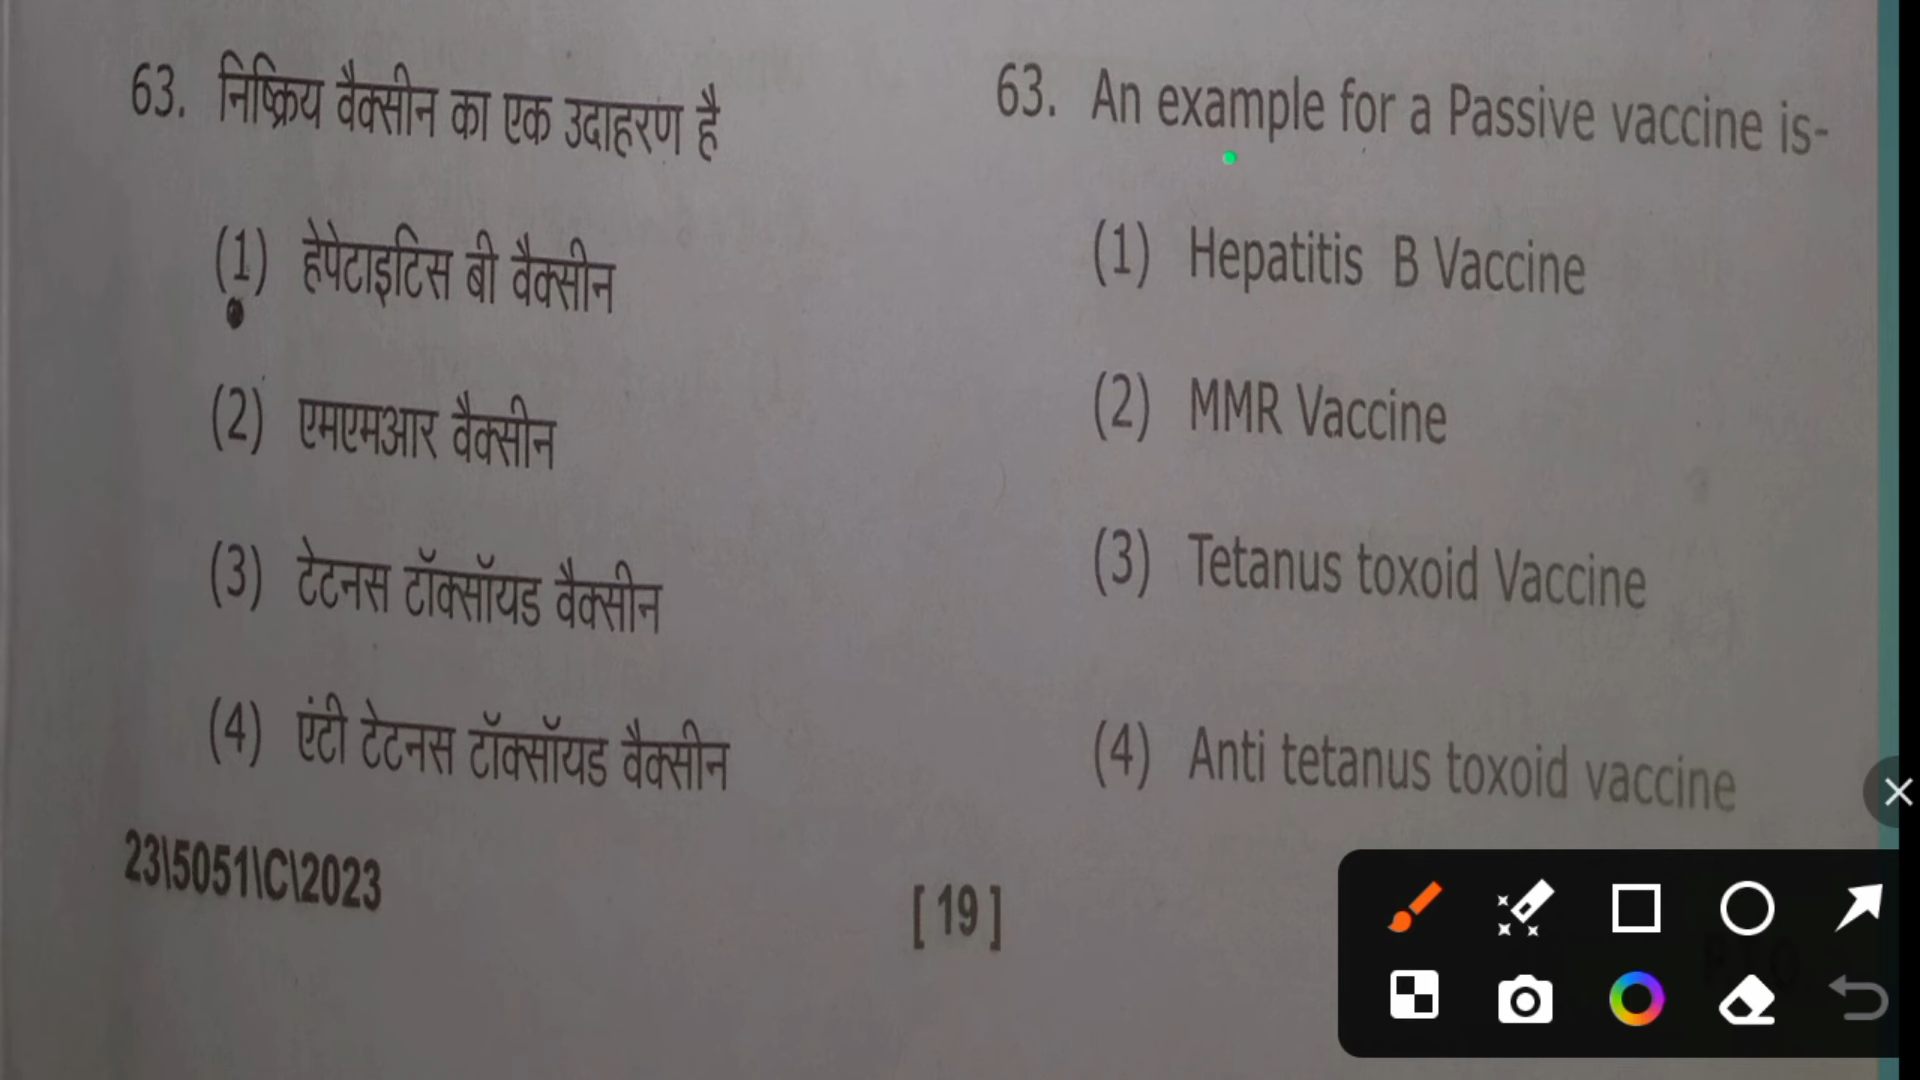 63. निष्क्रिय वैक्सीन का एक उदाहरण है
(1) हेपेटाइटिस बी वैक्सीन
(2) एमएमआर वैक्सीन
(3) टेटनस टॉक्सॉयड वैक्सीन
(4) एंटी टेटनस टॉक्सॉयड वैक्सीन
63. An example for a Passive vaccine is-
(1) Hepatitis B Vaccine
(2) MMR Vaccine
(3) Tetanus toxoid Vaccine
(4) Anti tetanus toxoid vaccine
23\5051\C\2023
[ 19 ]